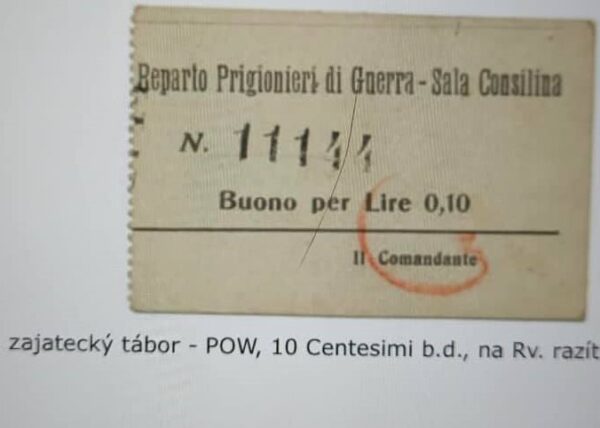 Reparto Prigionieri di Guerra - Sala Consilina
N. 11144
Buono per Lire 0,10
Il Comandante
zajatecký tábor - POW, 10 Centesimi b.d., na Rv. razít